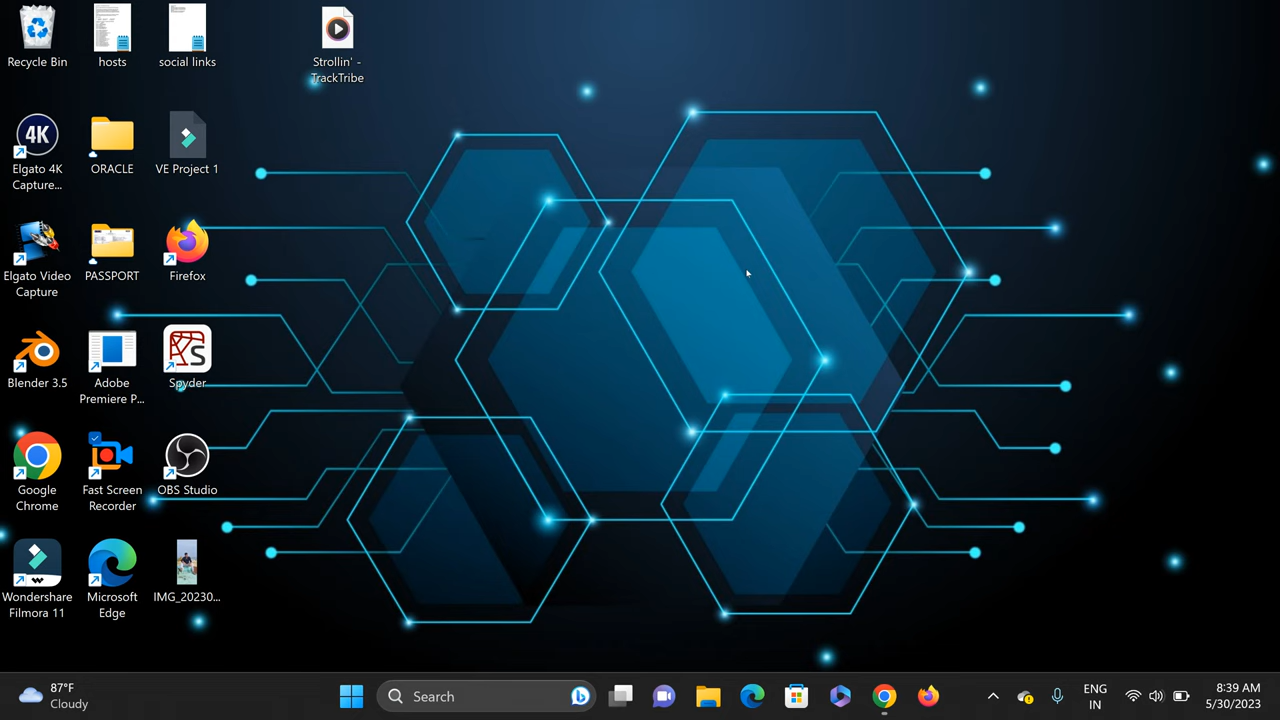 Recycle Bin
hosts
social links
Strollin' -
TrackTribe
4K
Elgato 4K
Capture...
ORACLE
VE Project 1
Elgato Video
Capture
PASSPORT
Firefox
Blender 3.5
Adobe
Premiere P...
S
Spyder
Google
Chrome
Fast Screen
Recorder
OBS Studio
Wondershare
Filmora 11
Microsoft
Edge
IMG_20230...
87°F
Cloudy
Search
ENG
IN
8:39 AM
5/30/2023